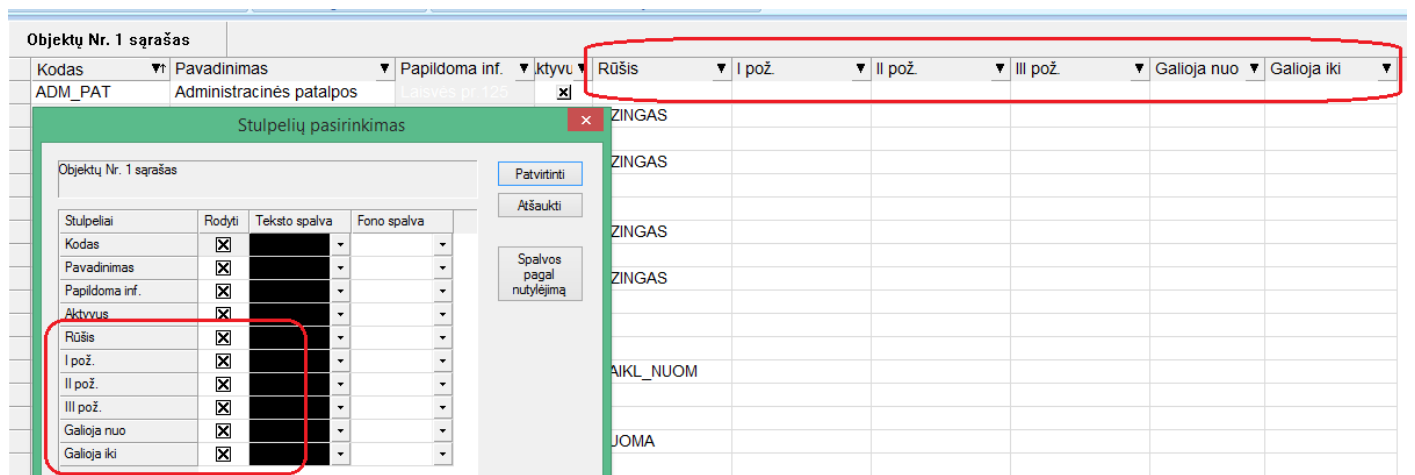 Objektų Nr. 1 sąrašas
Kodas Pavadinimas Papildoma inf. Rūšis I pož. II pož. III pož. Galioja nuo Galioja iki
ADM_PAT Administracinės patalpos Laisvės pr 125
Stulpelių pasirinkimas
ZINGAS
Objektų Nr. 1 sąrašas
Patvirtinti
ZINGAS
Atšaukti
Stulpeliai Rodyti Teksto spalva Fono spalva
Kodas
ZINGAS
Pavadinimas
Spalvos
pagal
nutylėjimą
ZINGAS
Papildoma inf.
Aktyvus
Rūšis
I pož.
AIKL_NUOM
II pož.
III pož.
Galioja nuo
UOMA
Galioja iki